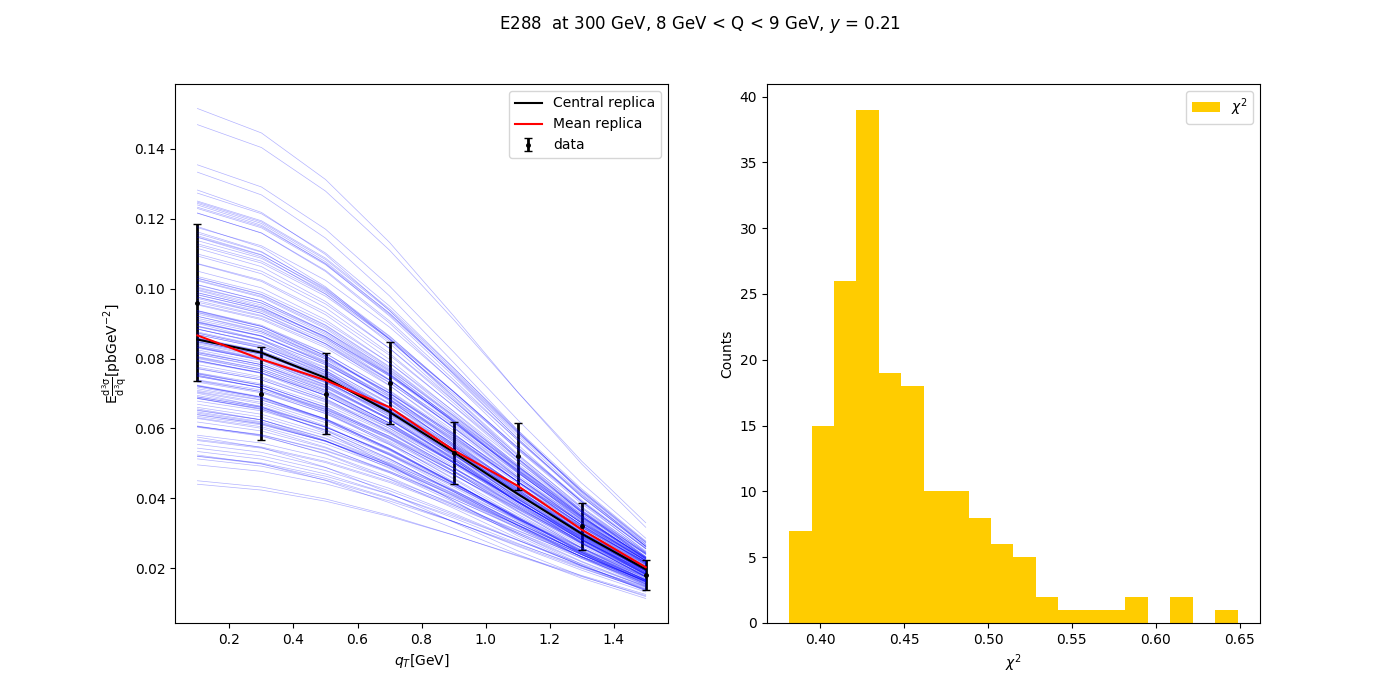 E288 at 300 GeV, 8 GeV < Q < 9 GeV, y = 0.21
Central replica
Mean replica
data
0.14
0.12
0.10
0.08
0.06
0.04
0.02
E d³σ/d³q [pbGeV⁻²]
0.2 0.4 0.6 0.8 1.0 1.2 1.4
q_T[GeV]
χ²
40
35
30
25
20
15
10
5
0
Counts
0.40 0.45 0.50 0.55 0.60 0.65
χ²